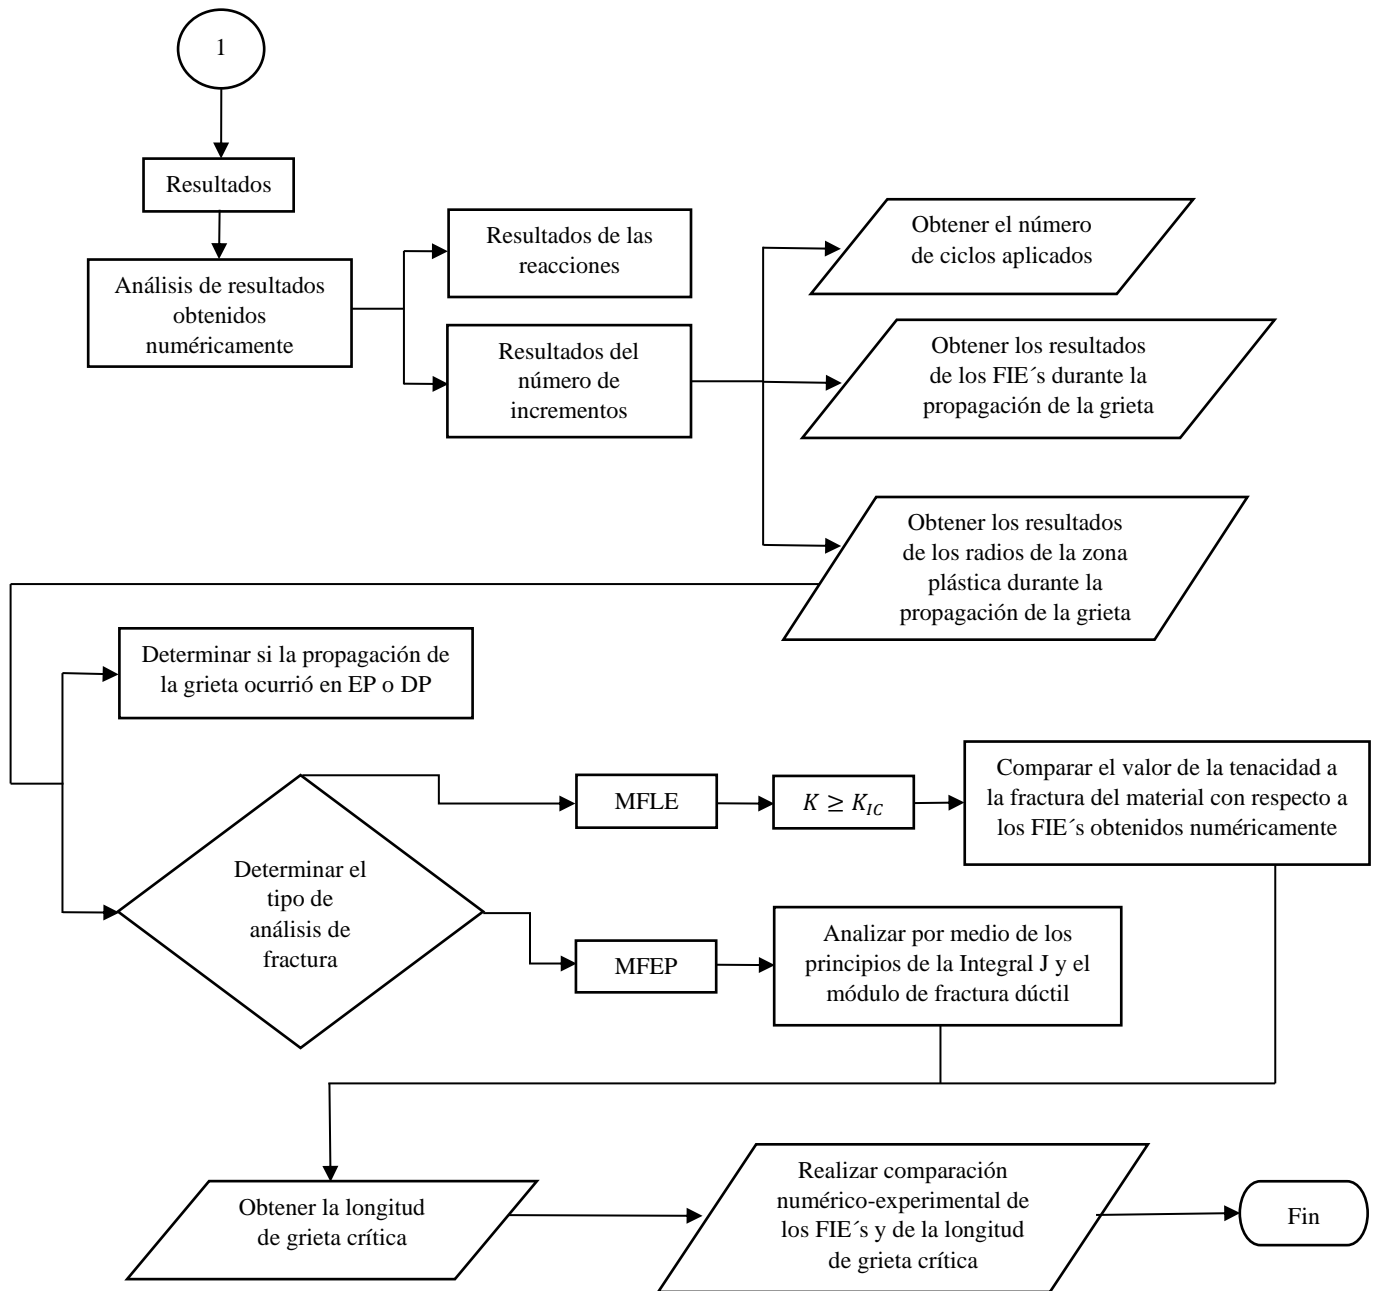 1
Resultados
Análisis de resultados
obtenidos
numéricamente
Resultados de las
reacciones
Resultados del
número de
incrementos
Obtener el número
de ciclos aplicados
Obtener los resultados
de los FIE´s durante la
propagación de la grieta
Obtener los resultados
de los radios de la zona
plástica durante la
propagación de la grieta
Determinar si la propagación de
la grieta ocurrió en EP o DP
Determinar el
tipo de
análisis de
fractura
MFLE
K ≥ K_{IC}
Comparar el valor de la tenacidad a
la fractura del material con respecto a
los FIE´s obtenidos numéricamente
MFEP
Analizar por medio de los
principios de la Integral J y el
módulo de fractura dúctil
Obtener la longitud
de grieta crítica
Realizar comparación
numérico-experimental de
los FIE´s y de la longitud
de grieta crítica
Fin